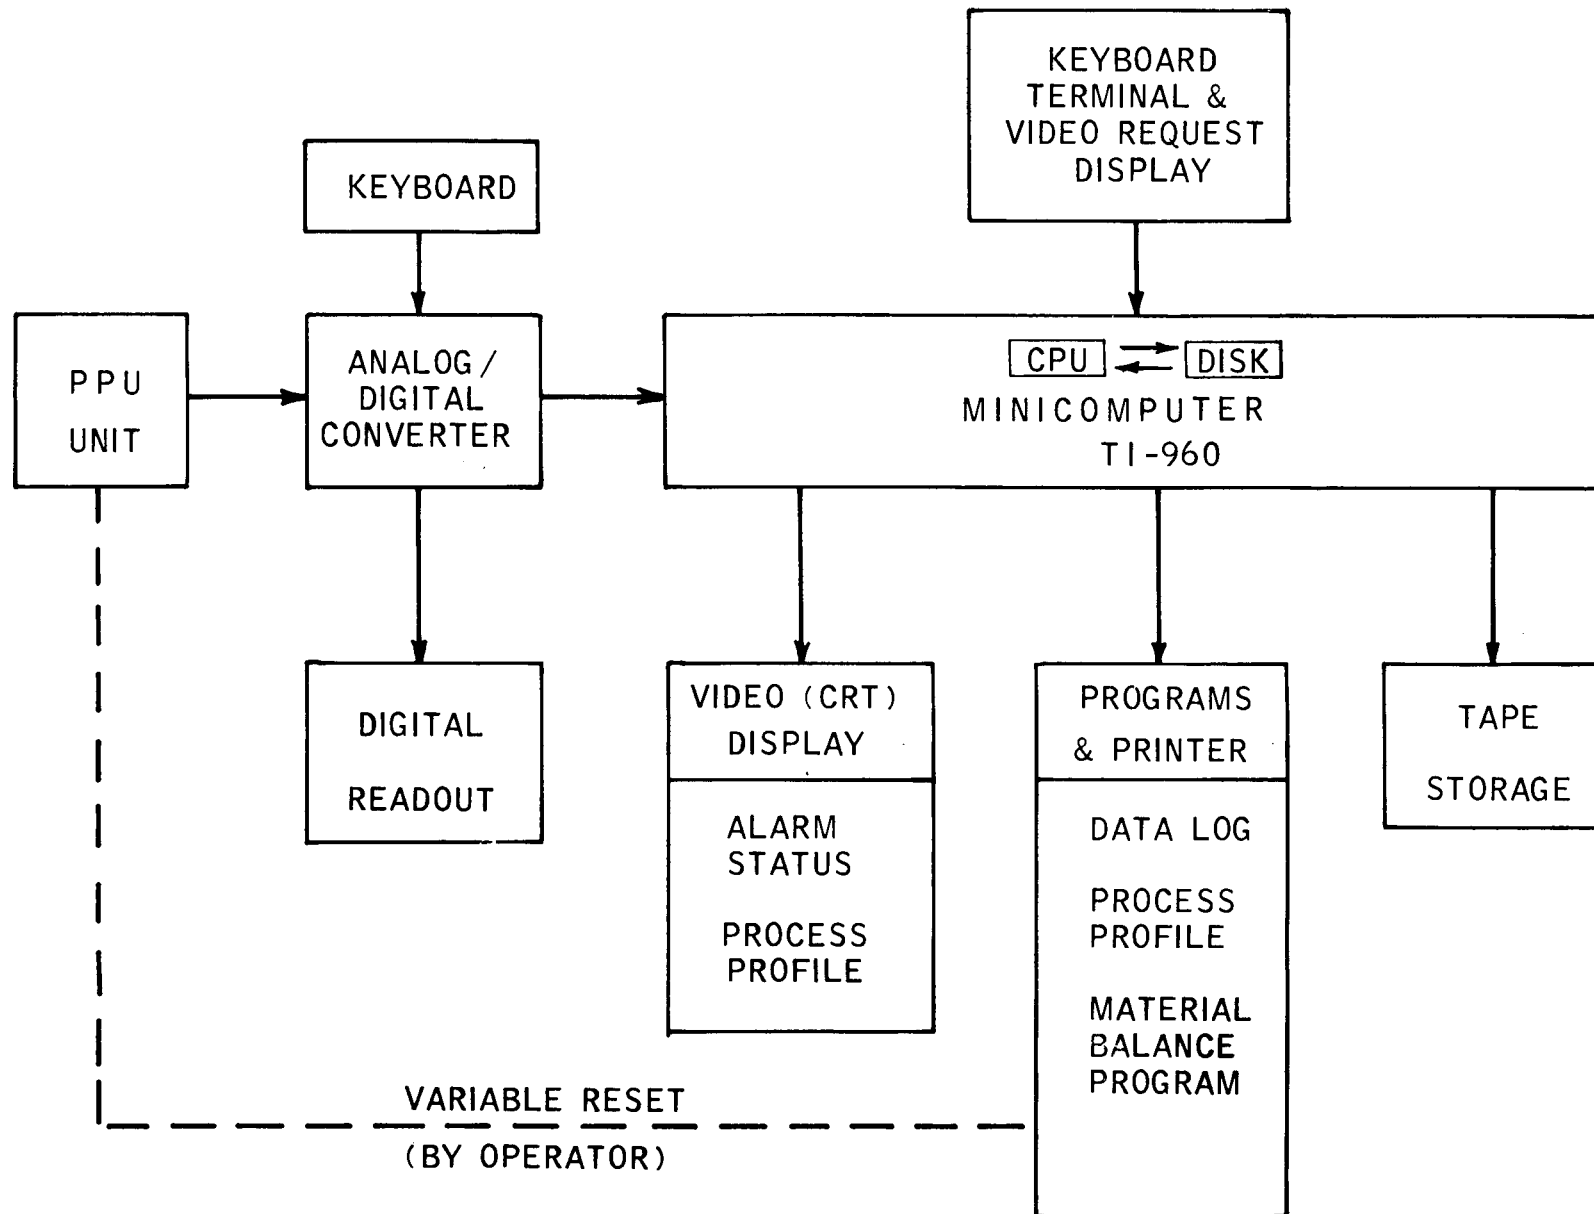 KEYBOARD
TERMINAL &
VIDEO REQUEST
DISPLAY
KEYBOARD
PPU
UNIT
ANALOG/
DIGITAL
CONVERTER
CPU
DISK
MINICOMPUTER
TI-960
DIGITAL
READOUT
VIDEO (CRT)
DISPLAY
ALARM
STATUS
PROCESS
PROFILE
PROGRAMS
& PRINTER
DATA LOG
PROCESS
PROFILE
MATERIAL
BALANCE
PROGRAM
TAPE
STORAGE
VARIABLE RESET
(BY OPERATOR)